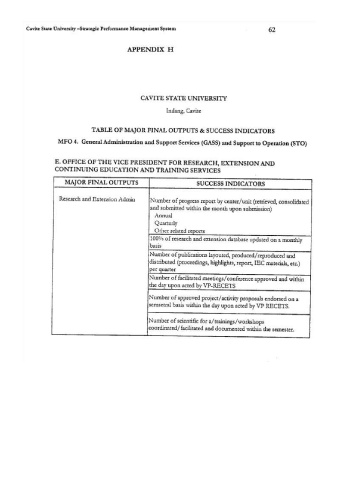 Cavite State University –Strategic Performance Management System
62
APPENDIX H
CAVITE STATE UNIVERSITY
Indang, Cavite
TABLE OF MAJOR FINAL OUTPUTS & SUCCESS INDICATORS
MFO 4. General Administration and Support Services (GASS) and Support to Operation (STO)
E. OFFICE OF THE VICE PRESIDENT FOR RESEARCH, EXTENSION AND
CONTINUING EDUCATION AND TRAINING SERVICES
MAJOR FINAL OUTPUTS
SUCCESS INDICATORS
Research and Extension Admin
Number of progress report by center/unit (retrieved, consolidated
and submitted within the month upon submission)
Annual
Quarterly
Other related reports
100% of research and extension database updated on a monthly
basis
Number of publications layouted, produced/reproduced and
distributed (proceedings, highlights, report, IEC materials, etc.)
per quarter
Number of facilitated meetings/conference approved and within
the day upon acted by VP-RECETS
Number of approved project/activity proposals endorsed on a
semestral basis within the day upon acted by VP RECETS.
Number of scientific for a/trainings/workshops
coordinated/facilitated and documented within the semester.